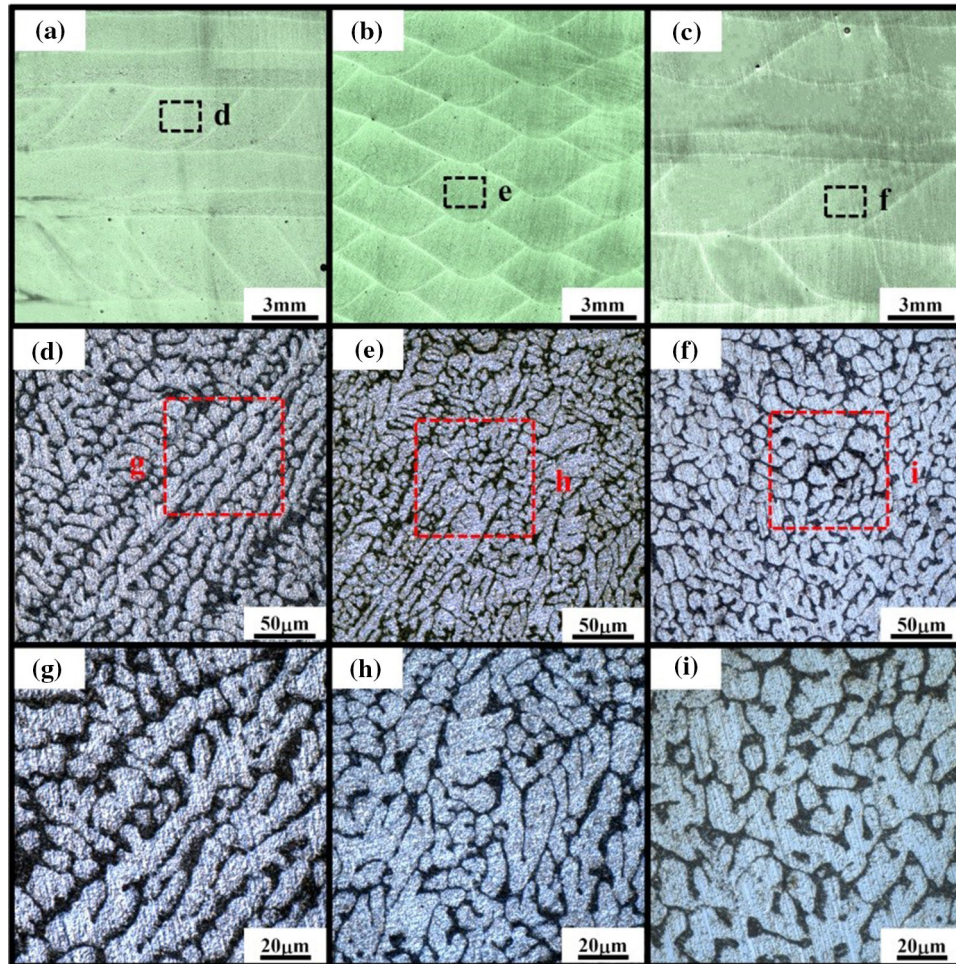 (a)
d
3mm
(b)
e
3mm
(c)
f
3mm
(d)
g
50μm
(e)
h
50μm
(f)
i
50μm
(g)
20μm
(h)
20μm
(i)
20μm